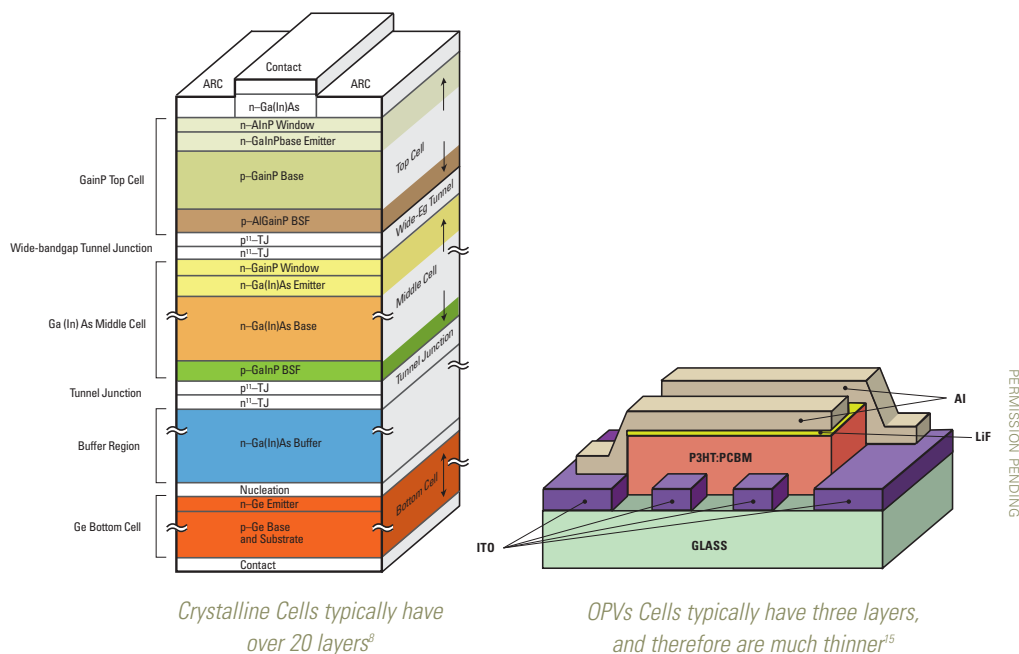 Contact
ARC
ARC
n–Ga(In)As
n–AInP Window
n–GaInPbase Emitter
p–GainP Base
p–AlGainP BSF
p¹¹–TJ
n¹¹–TJ
n–GainP Window
n–Ga(In)As Emitter
n–Ga(In)As Base
p–GaInP BSF
p¹¹–TJ
n¹¹–TJ
n–Ga(In)As Buffer
Nucleation
n–Ge Emitter
p–Ge Base
and Substrate
Contact
GainP Top Cell
Wide-bandgap Tunnel Junction
Ga (In) As Middle Cell
Tunnel Junction
Buffer Region
Ge Bottom Cell
Top Cell
Wide-Eg Tunnel
Middle Cell
Tunnel Junction
Bottom Cell
Crystalline Cells typically have
over 20 layers⁸
Al
LiF
P3HT:PCBM
ITO
GLASS
OPVs Cells typically have three layers,
and therefore are much thinner¹⁵
PERMISSION PENDING